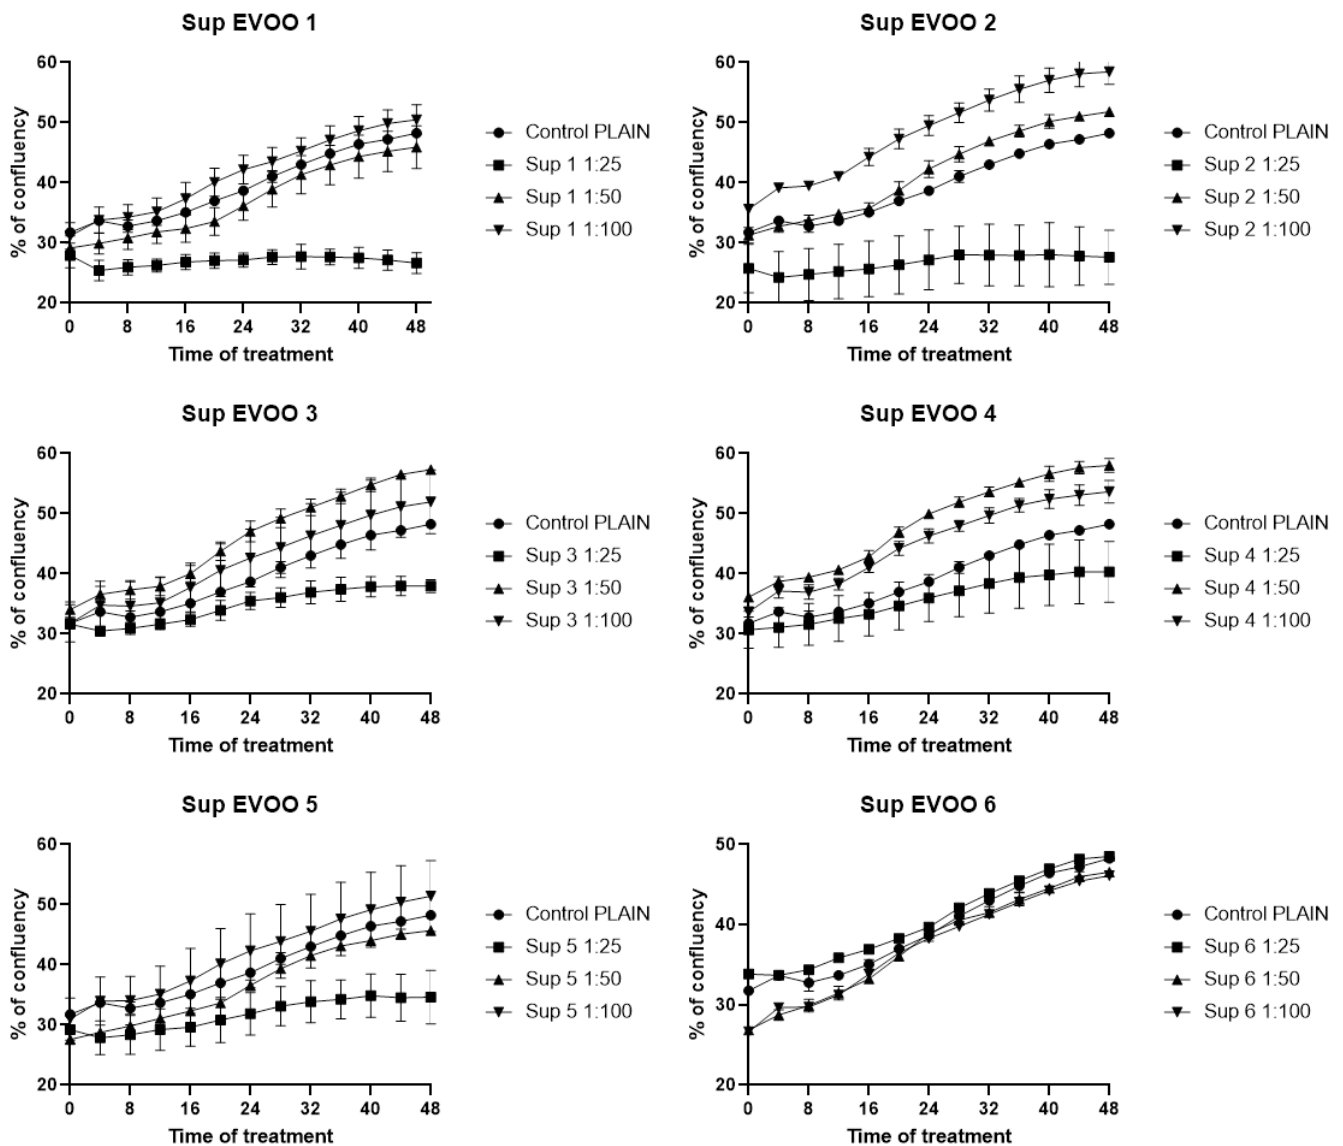 Sup EVOO 1
% of confluency
60
50
40
30
20
0 8 16 24 32 40 48
Time of treatment
Control PLAIN
Sup 1 1:25
Sup 1 1:50
Sup 1 1:100
Sup EVOO 2
% of confluency
60
50
40
30
20
0 8 16 24 32 40 48
Time of treatment
Control PLAIN
Sup 2 1:25
Sup 2 1:50
Sup 2 1:100
Sup EVOO 3
% of confluency
60
50
40
30
20
0 8 16 24 32 40 48
Time of treatment
Control PLAIN
Sup 3 1:25
Sup 3 1:50
Sup 3 1:100
Sup EVOO 4
% of confluency
60
50
40
30
20
0 8 16 24 32 40 48
Time of treatment
Control PLAIN
Sup 4 1:25
Sup 4 1:50
Sup 4 1:100
Sup EVOO 5
% of confluency
60
50
40
30
20
0 8 16 24 32 40 48
Time of treatment
Control PLAIN
Sup 5 1:25
Sup 5 1:50
Sup 5 1:100
Sup EVOO 6
% of confluency
50
40
30
20
0 8 16 24 32 40 48
Time of treatment
Control PLAIN
Sup 6 1:25
Sup 6 1:50
Sup 6 1:100